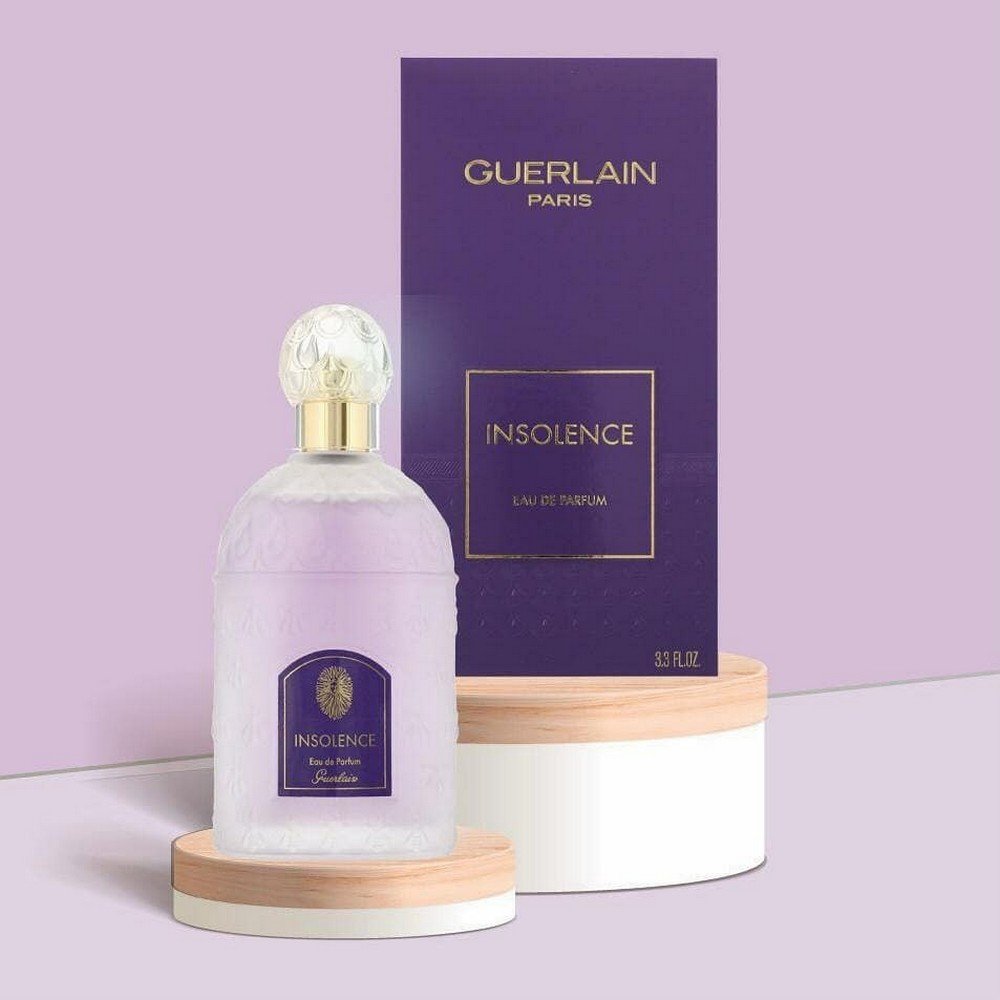 GUERLAIN
PARIS
INSOLENCE
EAU DE PARFUM
3.3 FL.OZ.
INSOLENCE
Eau de Parfum
Guerlain